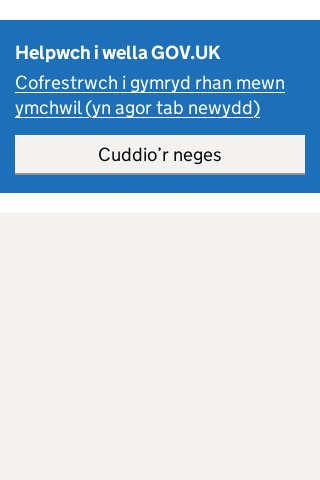 Helpwch i wella GOV.UK
Cofrestrwch i gymryd rhan mewn
ymchwil (yn agor tab newydd)
Cuddio’r neges